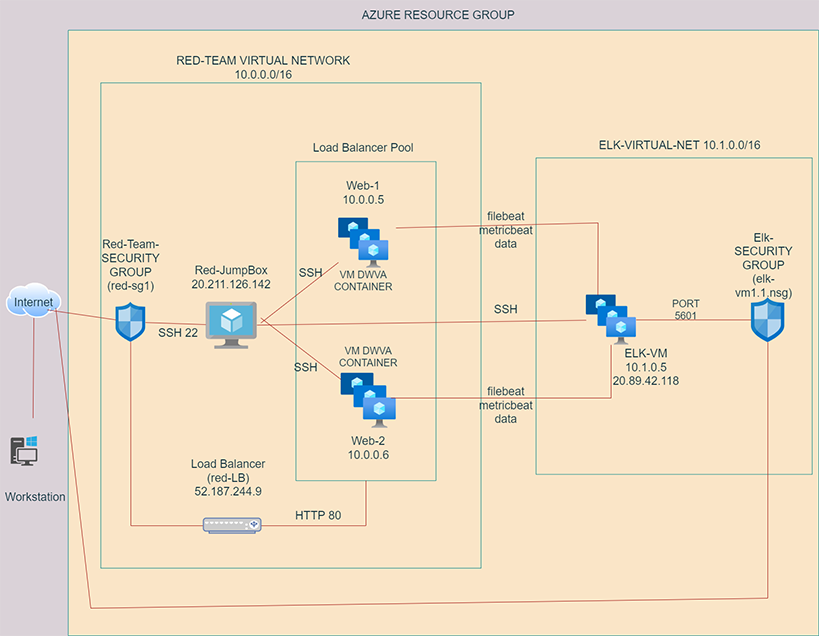 AZURE RESOURCE GROUP
RED-TEAM VIRTUAL NETWORK
10.0.0.0/16
Load Balancer Pool
ELK-VIRTUAL-NET 10.1.0.0/16
Web-1
10.0.0.5
filebeat
metricbeat
data
Red-Team-
SECURITY
GROUP
(red-sg1)
Red-JumpBox
20.211.126.142
SSH
VM DWVA
CONTAINER
Elk-
SECURITY
GROUP
(elk-
vm1.1,nsg)
Internet
SSH 22
SSH
PORT
5601
VM DWVA
CONTAINER
SSH
ELK-VM
10.1.0.5
20.89.42.118
filebeat
metricbeat
data
Web-2
10.0.0.6
Load Balancer
(red-LB)
52.187.244.9
HTTP 80
Workstation